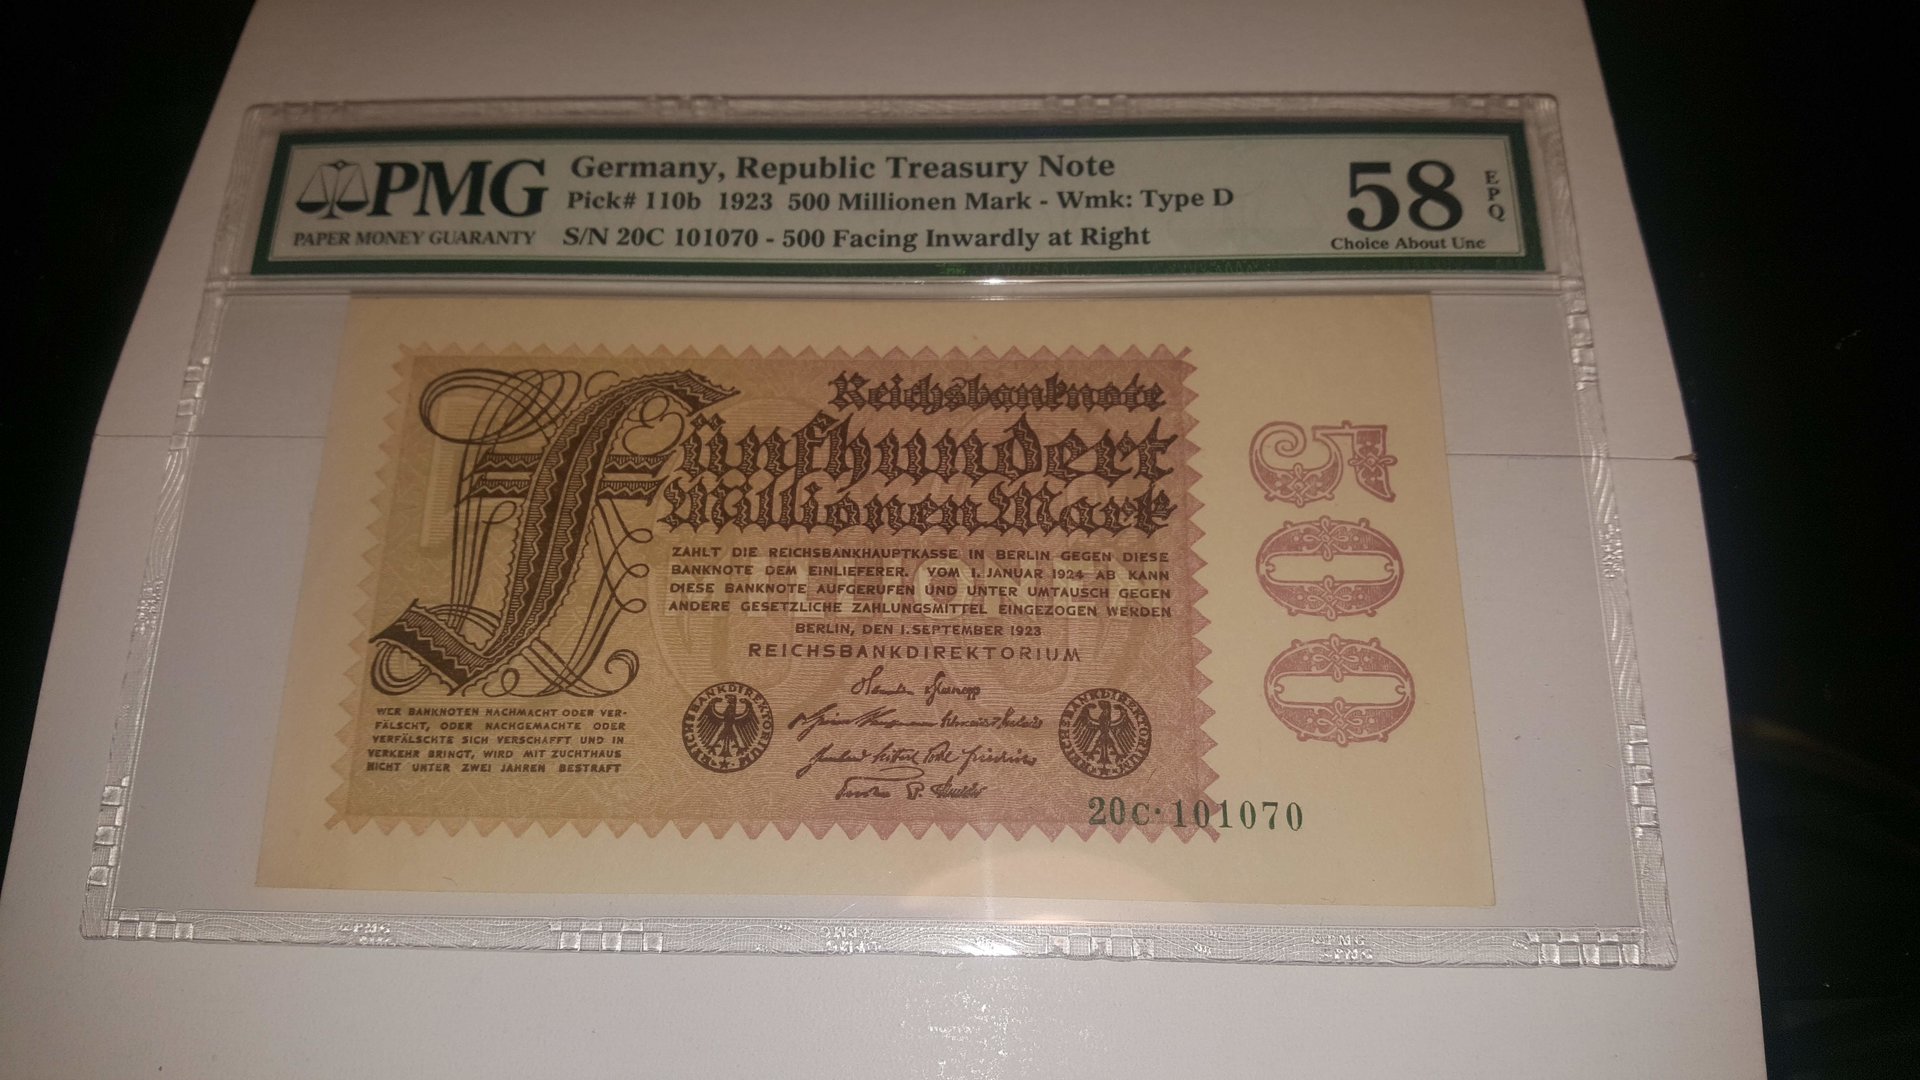 PMG
PAPER MONEY GUARANTY
Germany, Republic Treasury Note
Pick# 110b 1923 500 Millionen Mark - Wmk: Type D
S/N 20C 101070 - 500 Facing Inwardly at Right
58
EPQ
Choice About Unc
Reichsbanknote
Fünfhundert
Millionen Mark
ZAHLT DIE REICHSBANKHAUPTKASSE IN BERLIN GEGEN DIESE
BANKNOTE DEM EINLIEFERER. VOM 1. JANUAR 1924 AB KANN
DIESE BANKNOTE AUFGERUFEN UND UNTER UMTAUSCH GEGEN
ANDERE GESETZLICHE ZAHLUNGSMITTEL EINGEZOGEN WERDEN
BERLIN, DEN 1. SEPTEMBER 1923
REICHSBANKDIREKTORIUM
WER BANKNOTEN NACHMACHT ODER VER-
FÄLSCHT, ODER NACHGEMACHTE ODER
VERFÄLSCHTE SICH VERSCHAFFT UND IN
VERKEHR BRINGT, WIRD MIT ZUCHTHAUS
NICHT UNTER ZWEI JAHREN BESTRAFT
REICHSBANKDIREKTORIUM
REICHSBANKDIREKTORIUM
500
20C·101070